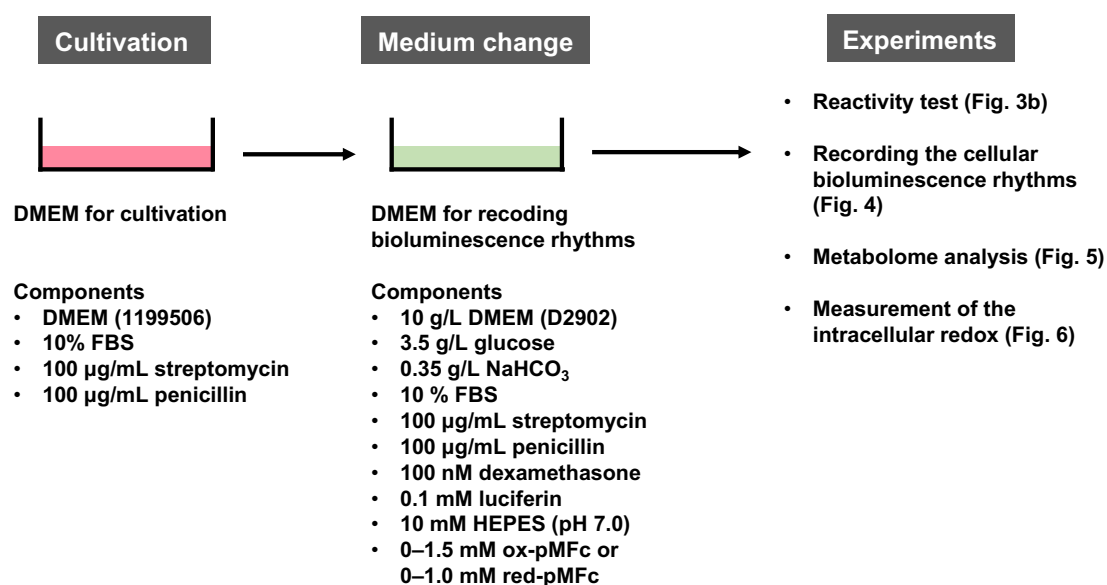 Cultivation
DMEM for cultivation
Components
• DMEM (1199506)
• 10% FBS
• 100 µg/mL streptomycin
• 100 µg/mL penicillin
Medium change
DMEM for recoding
bioluminescence rhythms
Components
• 10 g/L DMEM (D2902)
• 3.5 g/L glucose
• 0.35 g/L NaHCO₃
• 10 % FBS
• 100 µg/mL streptomycin
• 100 µg/mL penicillin
• 100 nM dexamethasone
• 0.1 mM luciferin
• 10 mM HEPES (pH 7.0)
• 0–1.5 mM ox-pMFc or
0–1.0 mM red-pMFc
Experiments
• Reactivity test (Fig. 3b)
• Recording the cellular
bioluminescence rhythms
(Fig. 4)
• Metabolome analysis (Fig. 5)
• Measurement of the
intracellular redox (Fig. 6)